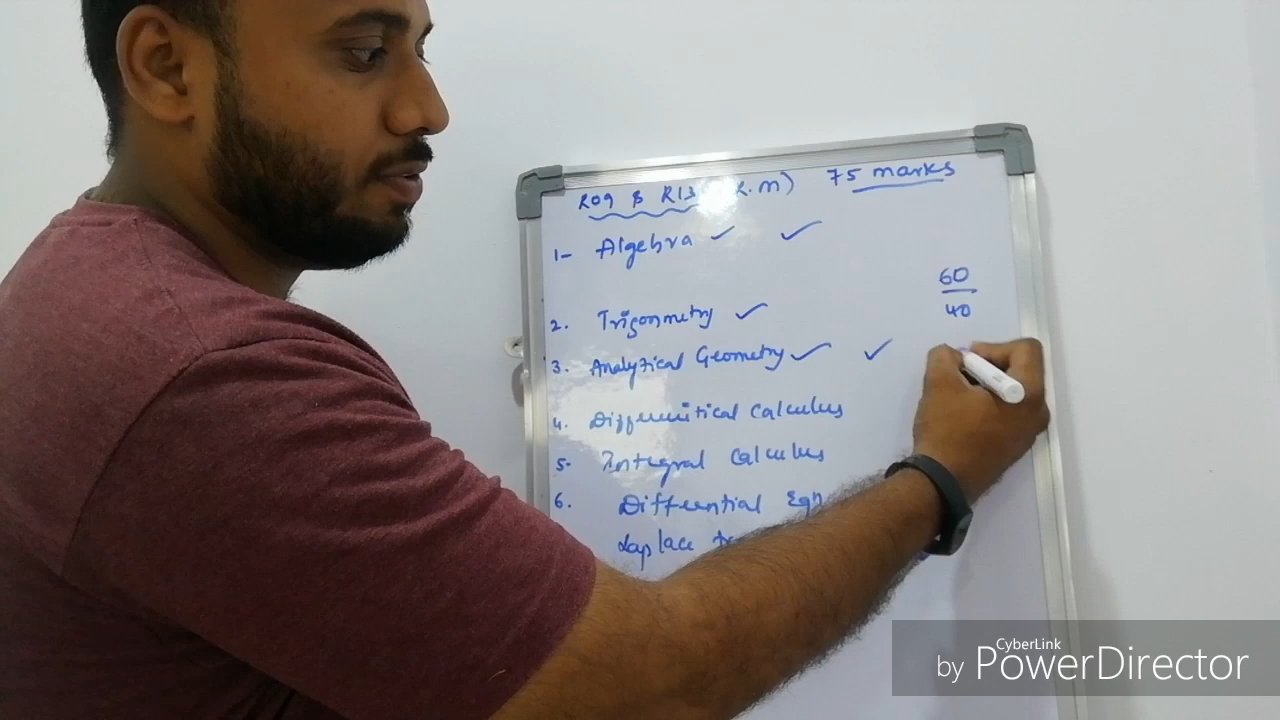 R09 & R13 75 marks
1- Algebra ✓ ✓
60
40
2. Trigonmetry ✓
3. Analytical Geometry ✓ ✓
4. Differenitical Calculus
5- Integral Calculus
6. Differential Eqn
Laplace
CyberLink
by PowerDirector